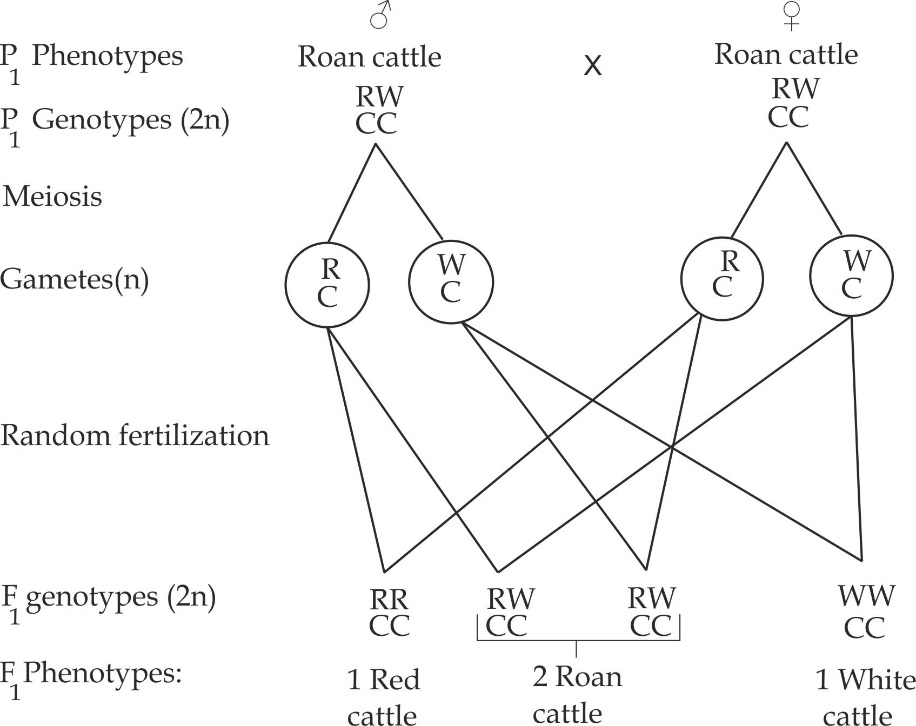 ♂ ♀
P1 Phenotypes Roan cattle x Roan cattle
RW RW
P1 Genotypes (2n) CC CC
Meiosis
R W R W
Gametes(n) C C C C
Random fertilization
F1 genotypes (2n) RR RW RW WW
CC CC CC CC
F1 Phenotypes: 1 Red 2 Roan 1 White
cattle cattle cattle